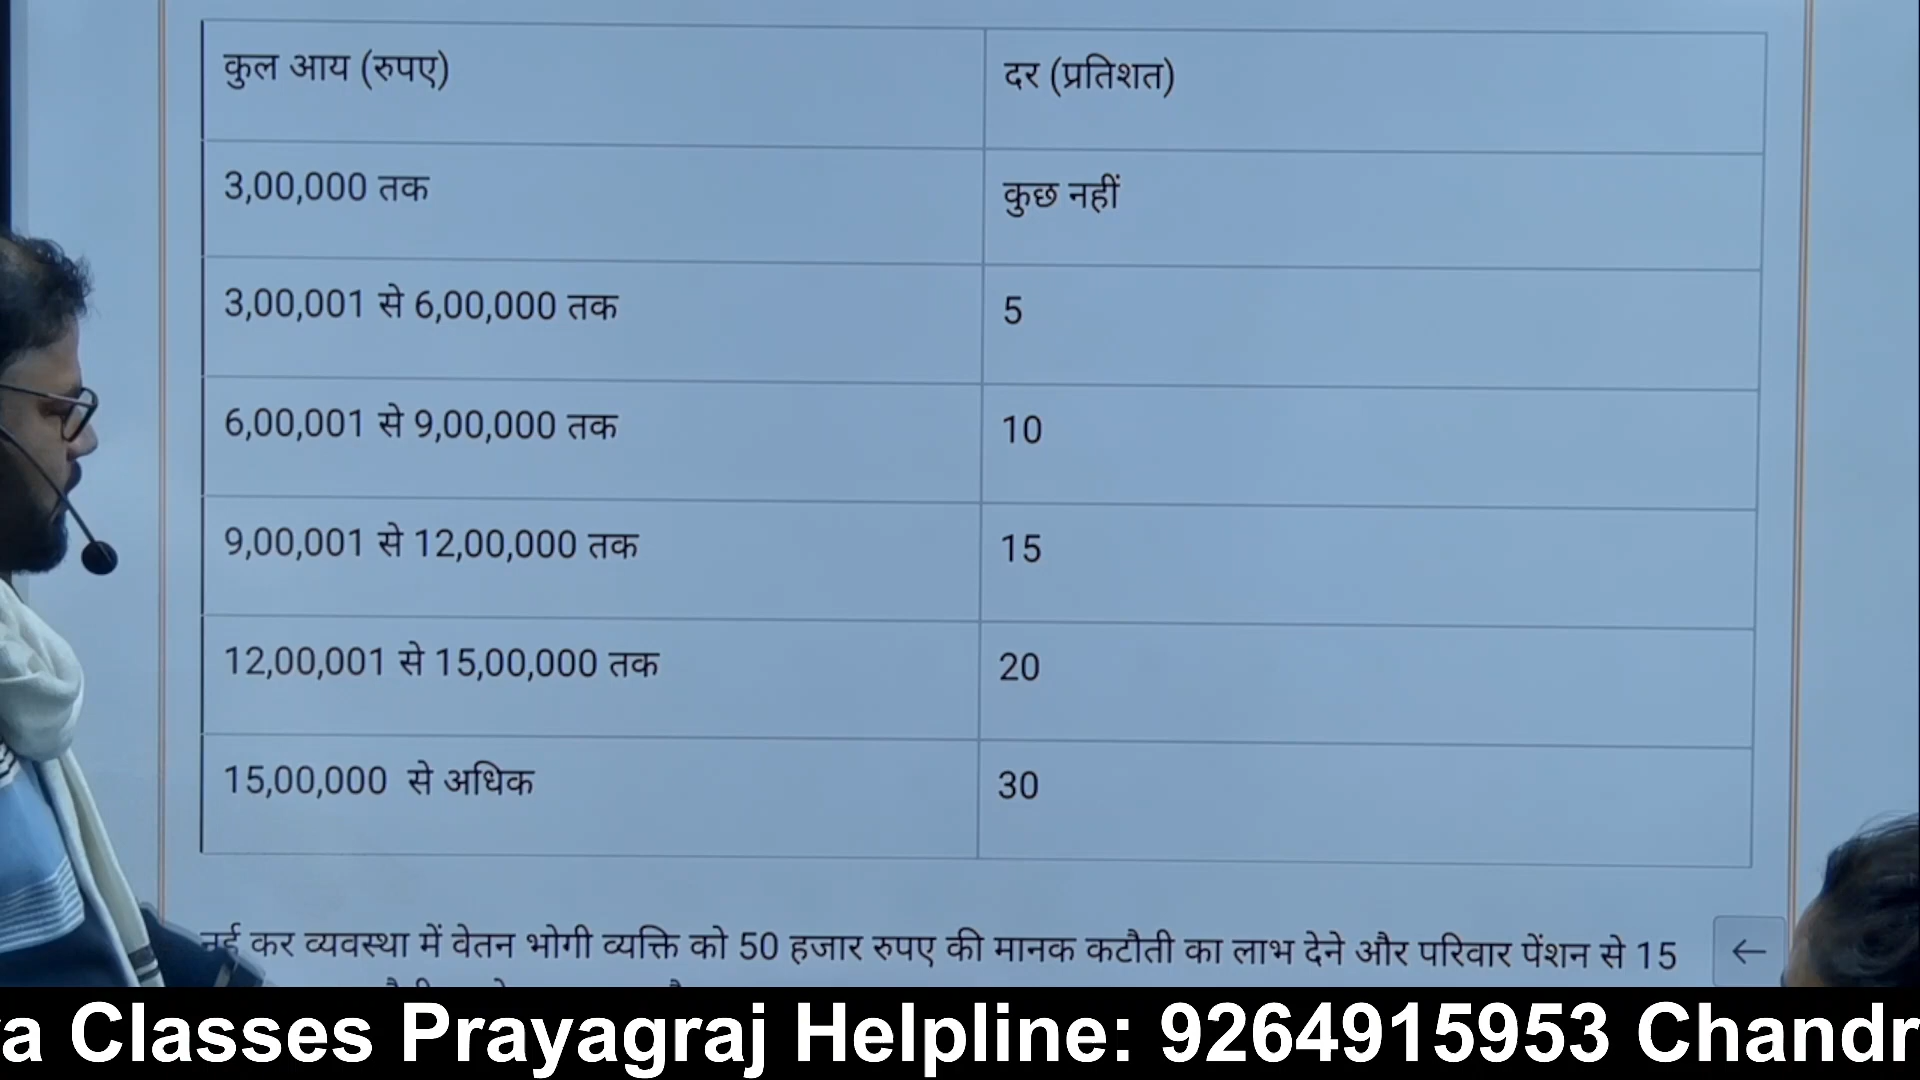 कुल आय (रुपए) दर (प्रतिशत)
3,00,000 तक कुछ नहीं
3,00,001 से 6,00,000 तक 5
6,00,001 से 9,00,000 तक 10
9,00,001 से 12,00,000 तक 15
12,00,001 से 15,00,000 तक 20
15,00,000 से अधिक 30
नई कर व्यवस्था में वेतन भोगी व्यक्ति को 50 हजार रुपए की मानक कटौती का लाभ देने और परिवार पेंशन से 15
a Classes Prayagraj Helpline: 9264915953 Chandr